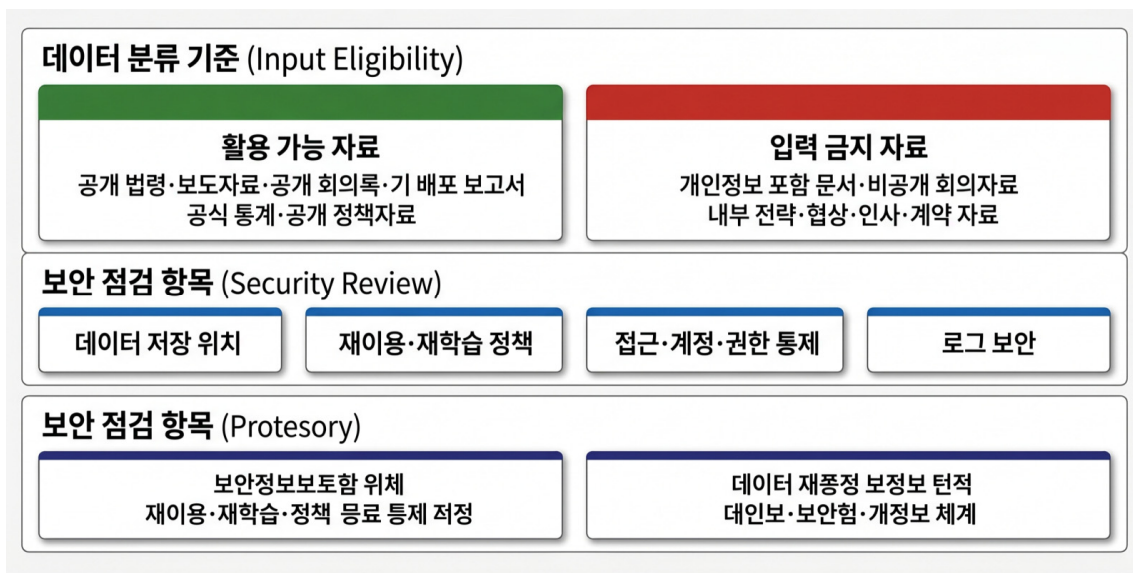 데이터 분류 기준 (Input Eligibility)
활용 가능 자료
공개 법령·보도자료·공개 회의록·기 배포 보고서
공식 통계·공개 정책자료
입력 금지 자료
개인정보 포함 문서·비공개 회의자료
내부 전략·협상·인사·계약 자료
보안 점검 항목 (Security Review)
데이터 저장 위치
재이용·재학습 정책
접근·계정·권한 통제
로그 보안
보안 점검 항목 (Protesory)
보안정보보토함 위체
재이용·재학습·정책 믕료 틍제 저정
데이터 재종정 보정보 턴적
대인보·보안험·개정보 체계